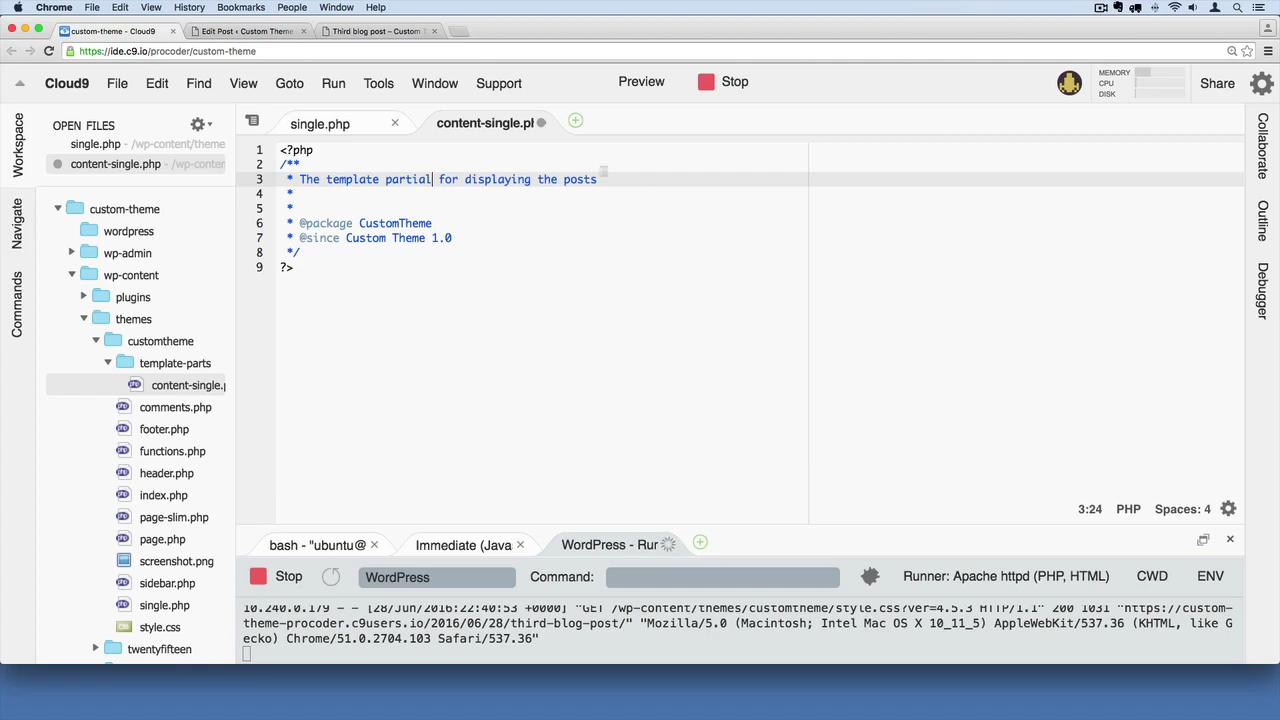 Chrome File Edit View History Bookmarks People Window Help
custom-theme - Cloud9 × Edit Post ‹ Custom Theme × Third blog post – Custom T ×
https://ide.c9.io/procoder/custom-theme
Cloud9 File Edit Find View Goto Run Tools Window Support Preview Stop MEMORY CPU DISK Share
Workspace
Navigate
Commands
OPEN FILES
single.php - /wp-content/theme
content-single.php - /wp-conten
custom-theme
wordpress
wp-admin
wp-content
plugins
themes
customtheme
template-parts
content-single.p
comments.php
footer.php
functions.php
header.php
index.php
page-slim.php
page.php
screenshot.png
sidebar.php
single.php
style.css
twentyfifteen
single.php × content-single.pl
1 <?php
2 /**
3 * The template partial for displaying the posts
4 *
5 *
6 * @package CustomTheme
7 * @since Custom Theme 1.0
8 */
9 ?>
3:24 PHP Spaces: 4
Collaborate
Outline
Debugger
bash - "ubuntu@ × Immediate (Java × WordPress - Rur
Stop WordPress Command: Runner: Apache httpd (PHP, HTML) CWD ENV
10.240.0.179 - - [28/Jun/2016:22:40:53 +0000] "GET /wp-content/themes/customtheme/style.css?ver=4.5.3 HTTP/1.1" 200 1031 "https://custom-
theme-procoder.c9users.io/2016/06/28/third-blog-post/" "Mozilla/5.0 (Macintosh; Intel Mac OS X 10_11_5) AppleWebKit/537.36 (KHTML, like G
ecko) Chrome/51.0.2704.103 Safari/537.36"